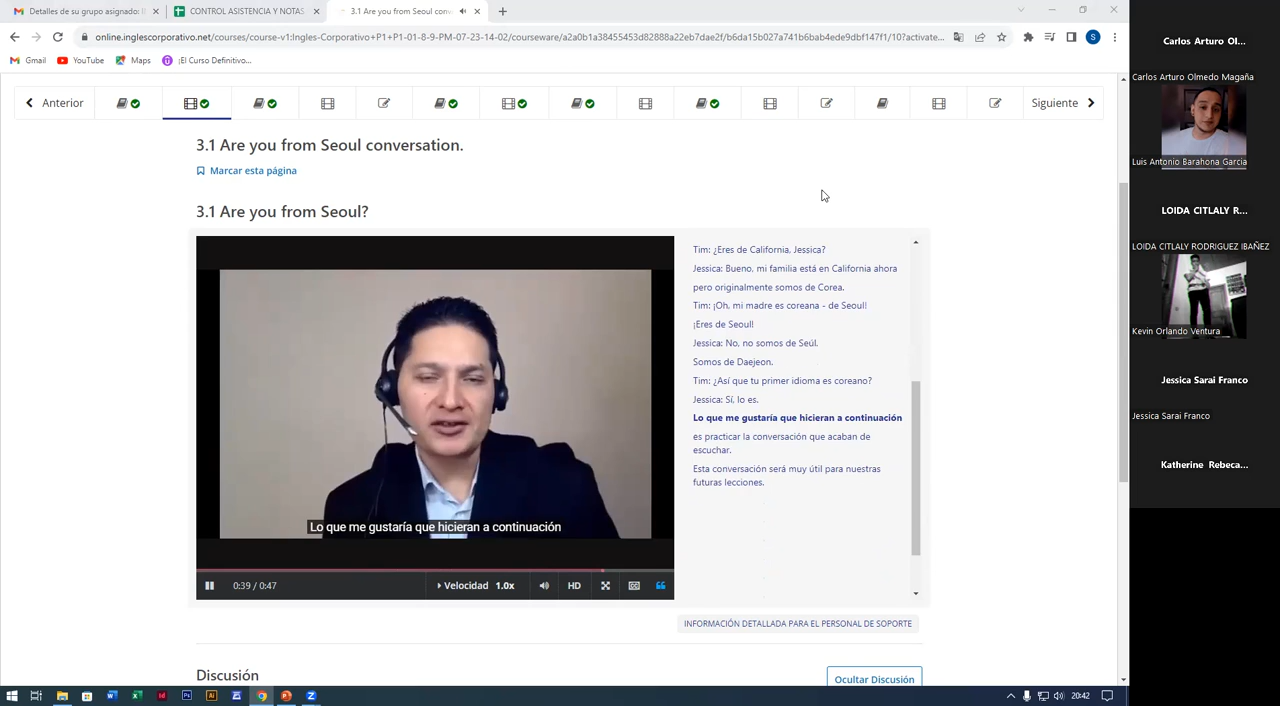 Detalles de su grupo asignado:
CONTROL ASISTENCIA Y NOTAS
3.1 Are you from Seoul conv
online.inglescorporativo.net/courses/course-v1:Ingles-Corporativo+P1+P1-01-8-9-PM-07-23-14-02/courseware/a2a0b1a38455453d82888a22eb7dae2f/b6da15b027a741b6bab4ede9dbf147f1/10?activate...
S
Gmail
YouTube
Maps
¡El Curso Definitivo...
Anterior
Siguiente
3.1 Are you from Seoul conversation.
Marcar esta página
3.1 Are you from Seoul?
Lo que me gustaría que hicieran a continuación
0:39 / 0:47
Velocidad 1.0x
HD
Tim: ¿Eres de California, Jessica?
Jessica: Bueno, mi familia está en California ahora
pero originalmente somos de Corea.
Tim: ¡Oh, mi madre es coreana - de Seoul!
¡Eres de Seoul!
Jessica: No, no somos de Seúl.
Somos de Daejeon.
Tim: ¿Así que tu primer idioma es coreano?
Jessica: Sí, lo es.
Lo que me gustaría que hicieran a continuación
es practicar la conversación que acaban de
escuchar.
Esta conversación será muy útil para nuestras
futuras lecciones.
INFORMACIÓN DETALLADA PARA EL PERSONAL DE SOPORTE
Discusión
Ocultar Discusión
20:42
Carlos Arturo Ol...
Carlos Arturo Olmedo Magaña
Luis Antonio Barahona Garcia
LOIDA CITLALY R...
LOIDA CITLALY RODRIGUEZ IBAÑEZ
Kevin Orlando Ventura
Jessica Sarai Franco
Jessica Sarai Franco
Katherine Rebeca...